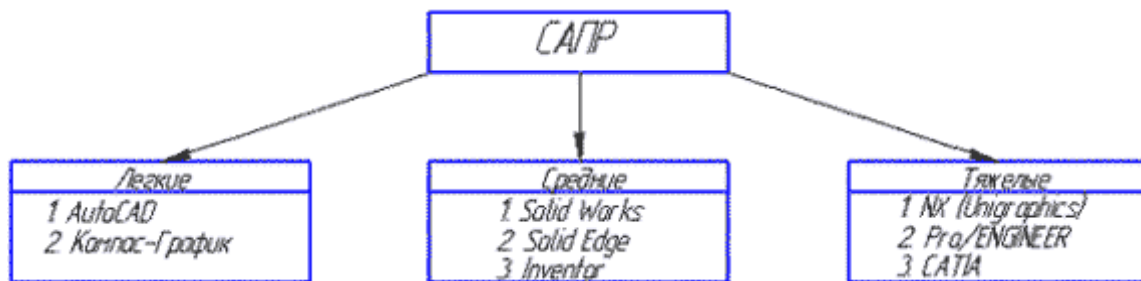 САПР
Легкие
1. AutoCAD
2. Компас-График
Средние
1. Solid Works
2. Solid Edge
3. Inventor
Тяжелые
1. NX (Unigraphics)
2. Pro/ENGINEER
3. CATIA